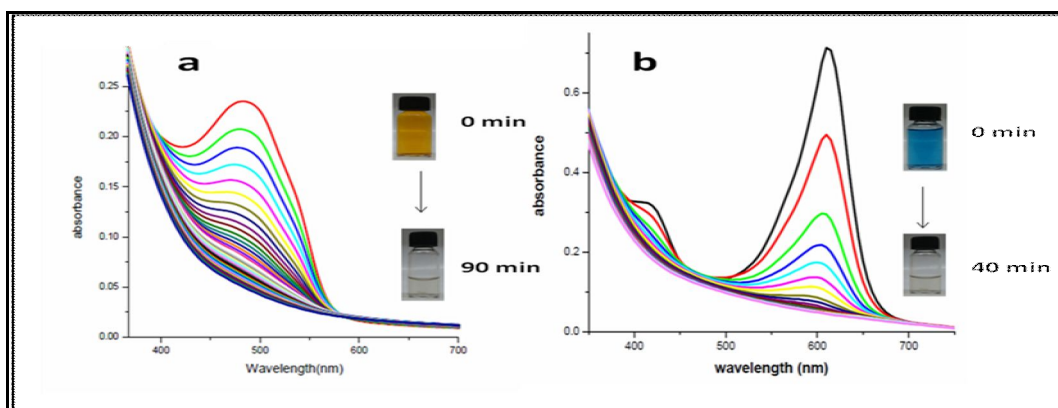 a
0 min
90 min
absorbance
0.25
0.20
0.15
0.10
0.05
0.00
400
500
600
700
Wavelength(nm)
b
0 min
40 min
absorbance
0.6
0.4
0.2
0.0
400
500
600
700
wavelength (nm)